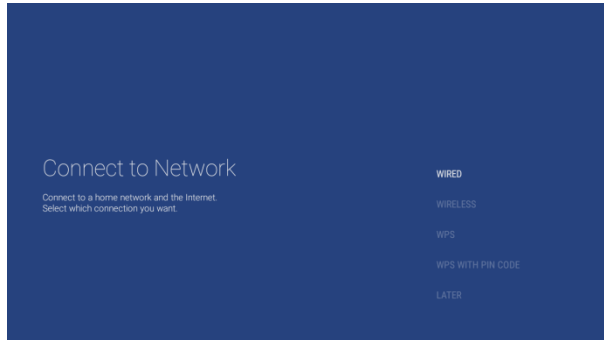 Connect to Network
Connect to a home network and the Internet.
Select which connection you want.
WIRED
WIRELESS
WPS
WPS WITH PIN CODE
LATER